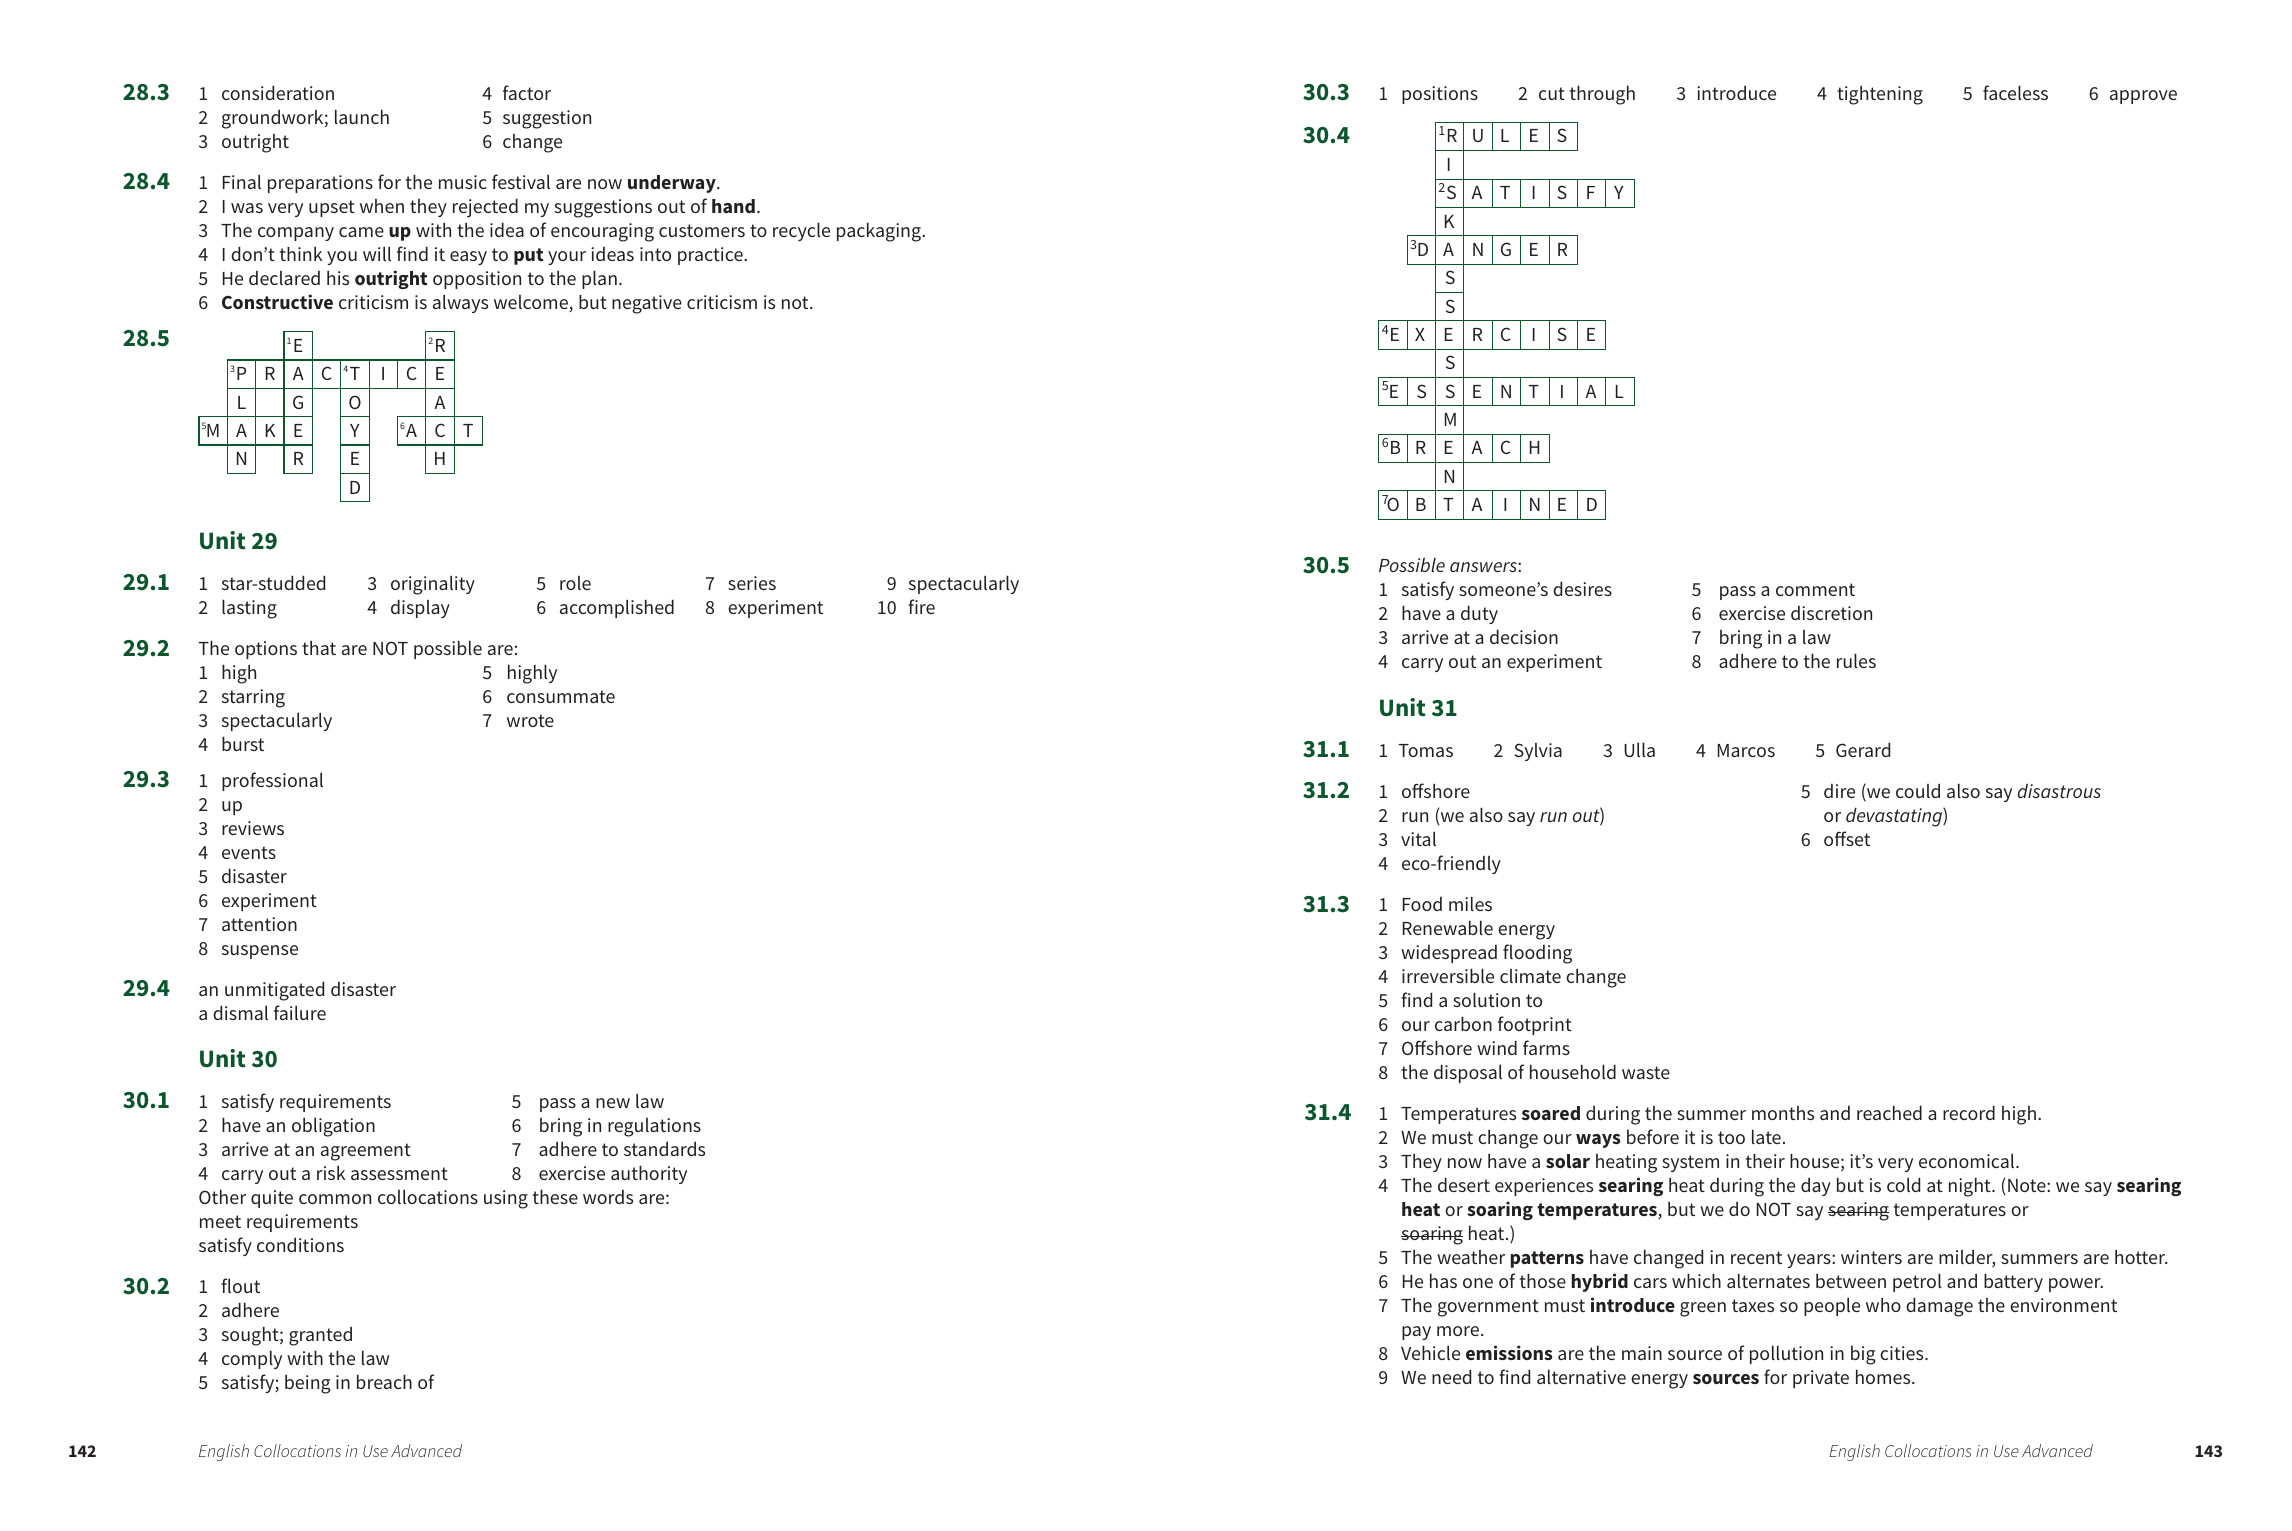 28.3 1 consideration 4 factor
2 groundwork; launch 5 suggestion
3 outright 6 change
28.4 1 Final preparations for the music festival are now underway.
2 I was very upset when they rejected my suggestions out of hand.
3 The company came up with the idea of encouraging customers to recycle packaging.
4 I don’t think you will find it easy to put your ideas into practice.
5 He declared his outright opposition to the plan.
6 Constructive criticism is always welcome, but negative criticism is not.
28.5
1E 2R
3P R A C 4T I C E
L G O A
5M A K E Y 6A C T
N R E H
D
Unit 29
29.1 1 star-studded 3 originality 5 role 7 series 9 spectacularly
2 lasting 4 display 6 accomplished 8 experiment 10 fire
29.2 The options that are NOT possible are:
1 high 5 highly
2 starring 6 consummate
3 spectacularly 7 wrote
4 burst
29.3 1 professional
2 up
3 reviews
4 events
5 disaster
6 experiment
7 attention
8 suspense
29.4 an unmitigated disaster
a dismal failure
Unit 30
30.1 1 satisfy requirements 5 pass a new law
2 have an obligation 6 bring in regulations
3 arrive at an agreement 7 adhere to standards
4 carry out a risk assessment 8 exercise authority
Other quite common collocations using these words are:
meet requirements
satisfy conditions
30.2 1 flout
2 adhere
3 sought; granted
4 comply with the law
5 satisfy; being in breach of
142 English Collocations in Use Advanced
30.3 1 positions 2 cut through 3 introduce 4 tightening 5 faceless 6 approve
30.4
1R U L E S
I
2S A T I S F Y
K
3D A N G E R
S
S
4E X E R C I S E
S
5E S S E N T I A L
M
6B R E A C H
N
7O B T A I N E D
30.5 Possible answers:
1 satisfy someone’s desires 5 pass a comment
2 have a duty 6 exercise discretion
3 arrive at a decision 7 bring in a law
4 carry out an experiment 8 adhere to the rules
Unit 31
31.1 1 Tomas 2 Sylvia 3 Ulla 4 Marcos 5 Gerard
31.2 1 offshore 5 dire (we could also say disastrous
2 run (we also say run out) or devastating)
3 vital 6 offset
4 eco-friendly
31.3 1 Food miles
2 Renewable energy
3 widespread flooding
4 irreversible climate change
5 find a solution to
6 our carbon footprint
7 Offshore wind farms
8 the disposal of household waste
31.4 1 Temperatures soared during the summer months and reached a record high.
2 We must change our ways before it is too late.
3 They now have a solar heating system in their house; it’s very economical.
4 The desert experiences searing heat during the day but is cold at night. (Note: we say searing
heat or soaring temperatures, but we do NOT say searing temperatures or
soaring heat.)
5 The weather patterns have changed in recent years: winters are milder, summers are hotter.
6 He has one of those hybrid cars which alternates between petrol and battery power.
7 The government must introduce green taxes so people who damage the environment
pay more.
8 Vehicle emissions are the main source of pollution in big cities.
9 We need to find alternative energy sources for private homes.
English Collocations in Use Advanced 143